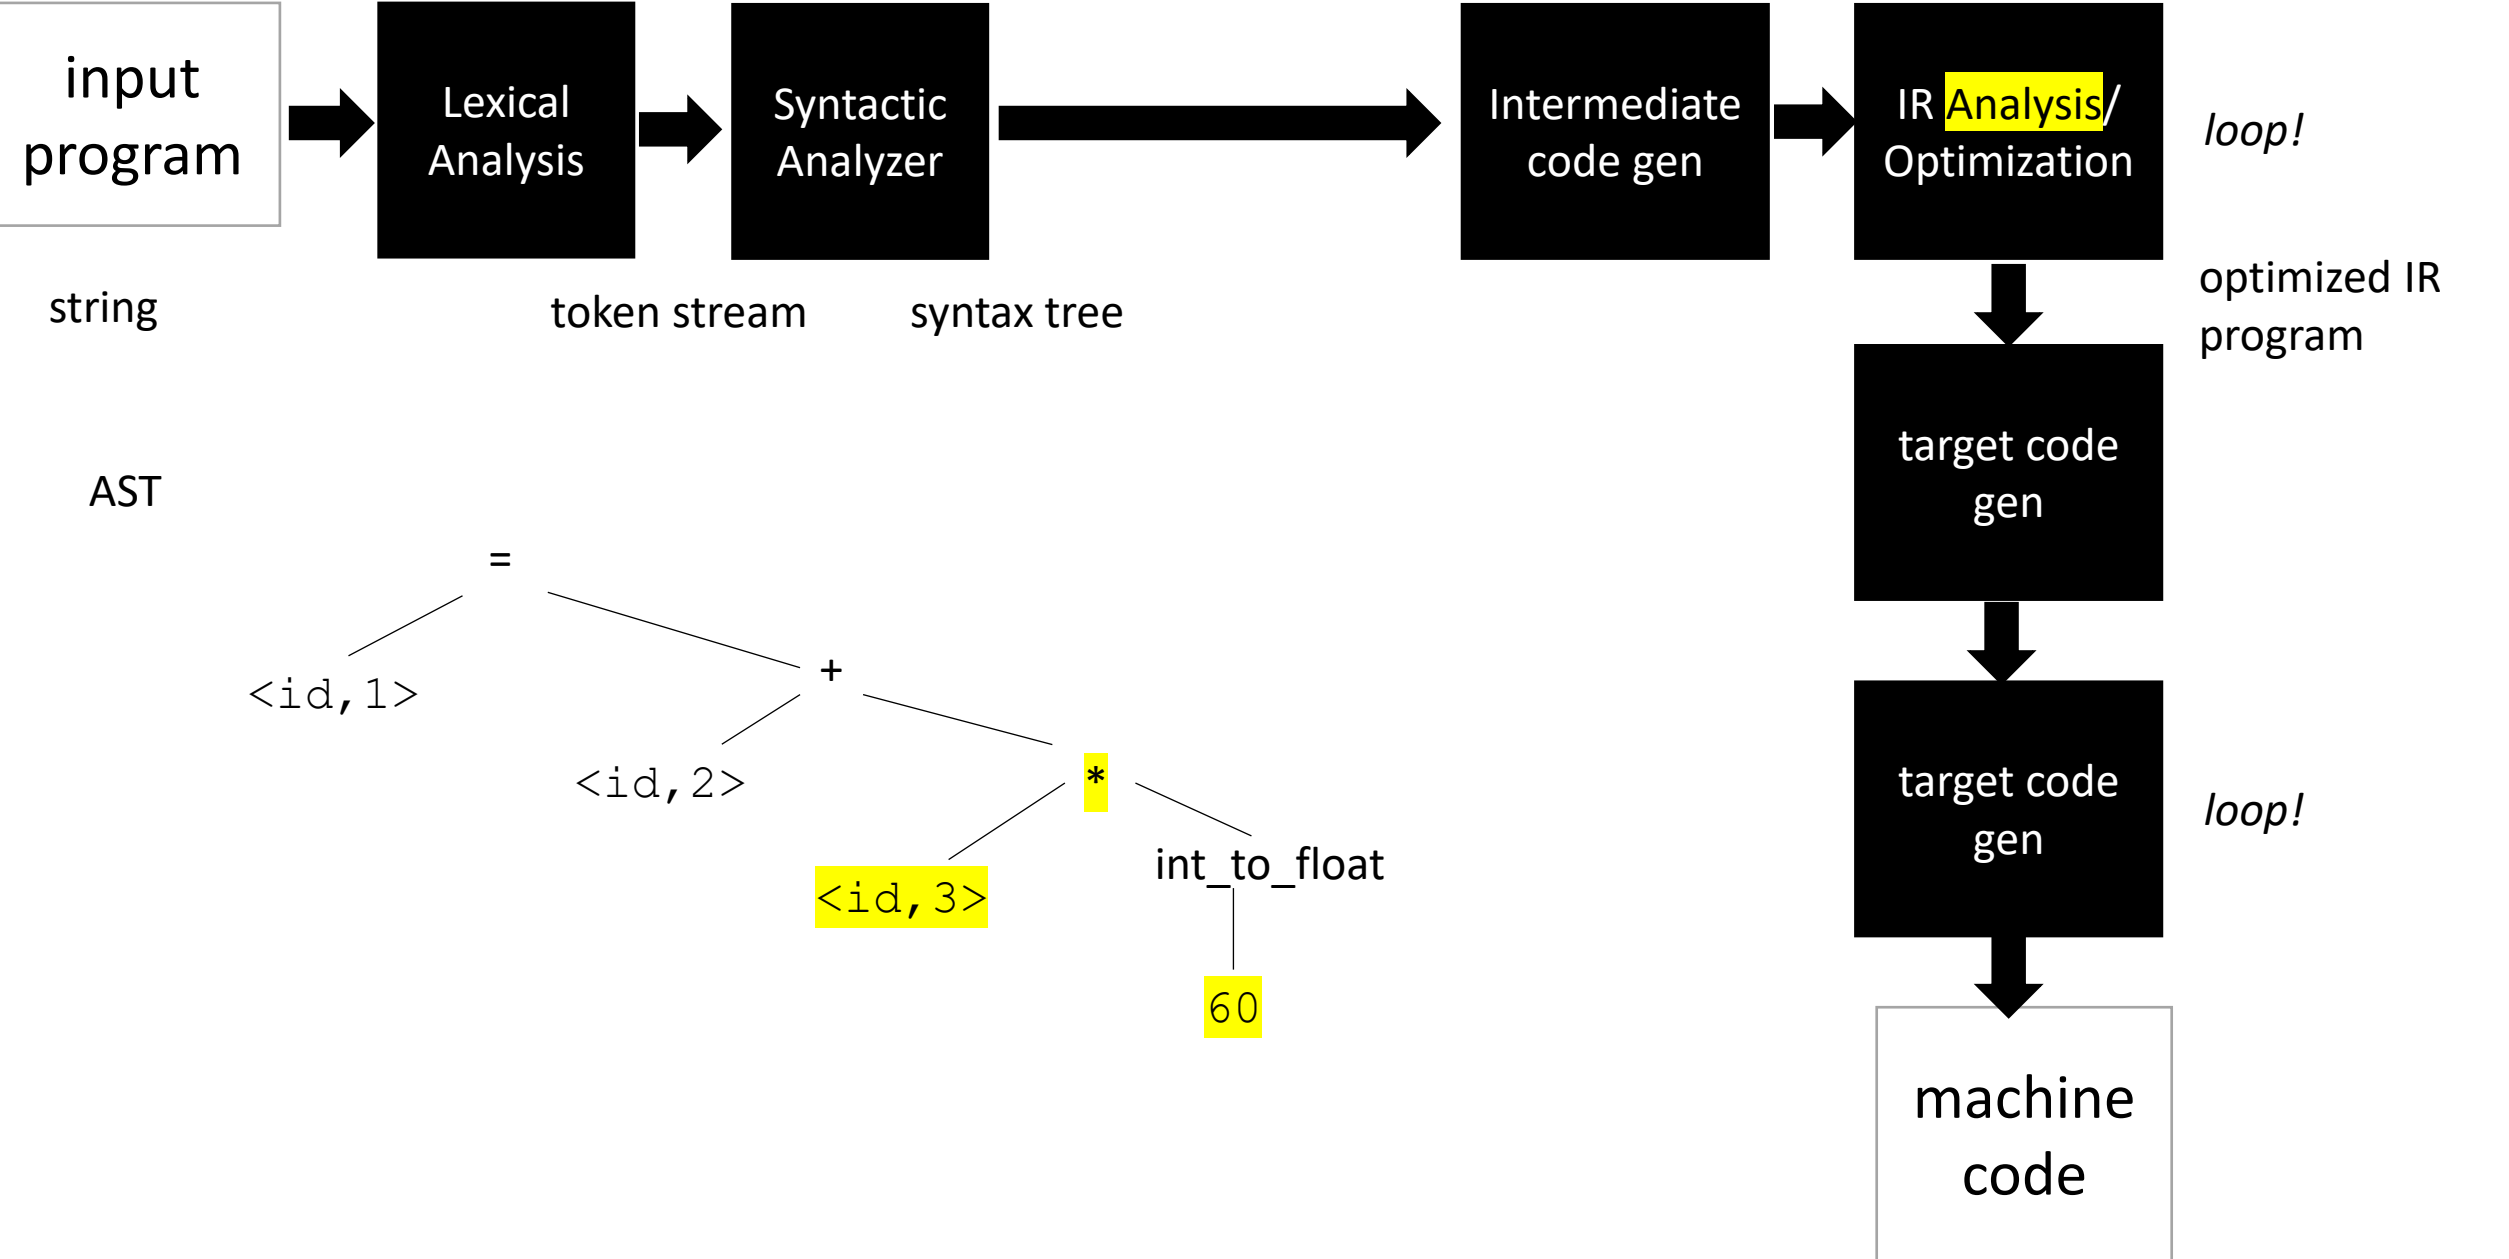 input
program
Lexical
Analysis
Syntactic
Analyzer
Intermediate
code gen
IR Analysis/
Optimization
loop!
string
token stream
syntax tree
optimized IR
program
target code
gen
AST
=
<id,1>
+
<id,2>
*
<id,3>
int_to_float
60
target code
gen
loop!
machine
code